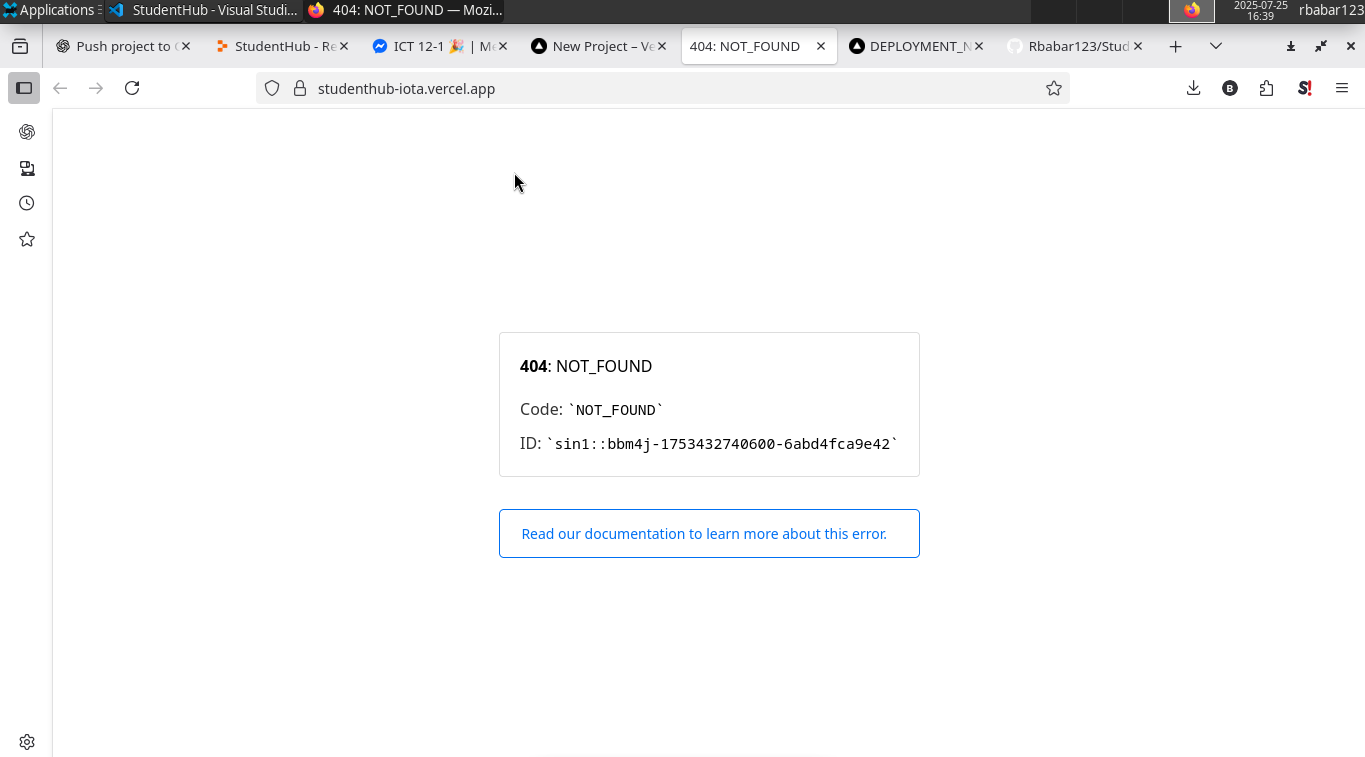 Applications
StudentHub - Visual Studi...
404: NOT_FOUND — Mozi...
2025-07-25
16:39
rbabar123
Push project to
StudentHub - Re
ICT 12-1 🎉 | Me
New Project – Ve
404: NOT_FOUND
DEPLOYMENT_N
Rbabar123/Stud
studenthub-iota.vercel.app
B
S!
404: NOT_FOUND
Code: `NOT_FOUND`
ID: `sin1::bbm4j-1753432740600-6abd4fca9e42`
Read our documentation to learn more about this error.